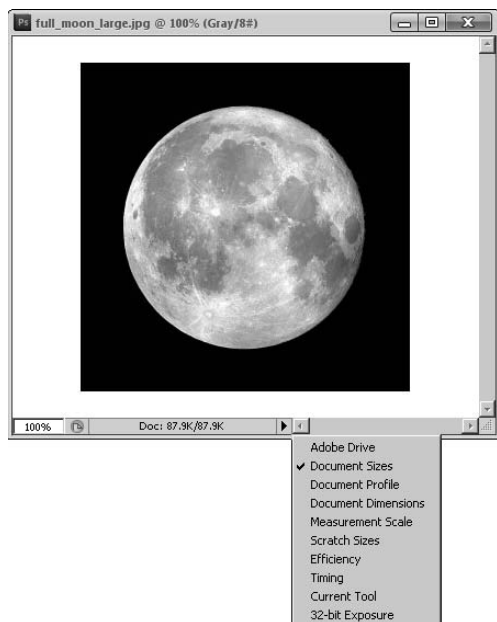 Ps full_moon_large.jpg @ 100% (Gray/8#)
100% Doc: 87.9K/87.9K
Adobe Drive
Document Sizes
Document Profile
Document Dimensions
Measurement Scale
Scratch Sizes
Efficiency
Timing
Current Tool
32-bit Exposure